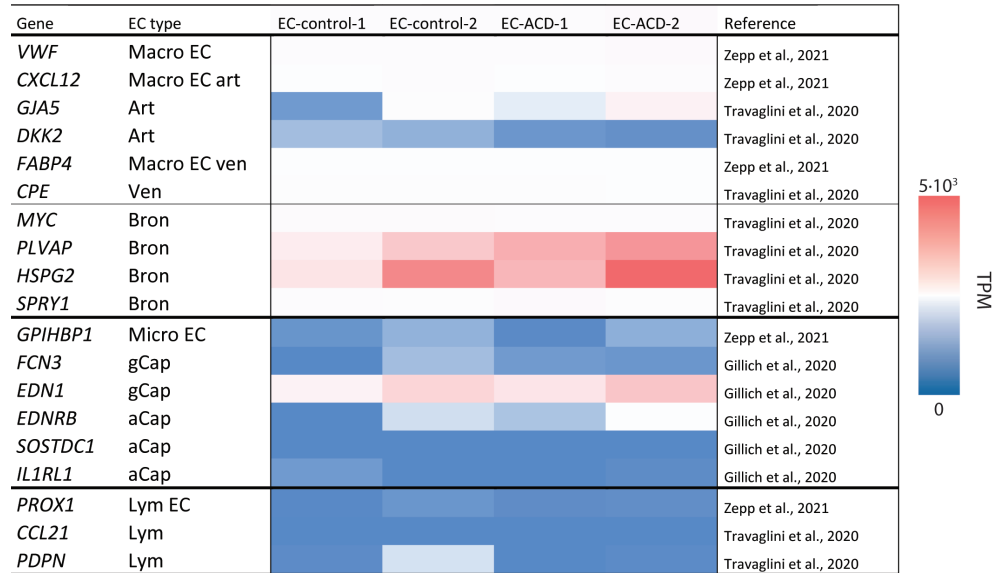 Gene EC type EC-control-1 EC-control-2 EC-ACD-1 EC-ACD-2 Reference
VWF Macro EC Zepp et al., 2021
CXCL12 Macro EC art Zepp et al., 2021
GJA5 Art Travaglini et al., 2020
DKK2 Art Travaglini et al., 2020
FABP4 Macro EC ven Zepp et al., 2021
CPE Ven Travaglini et al., 2020
MYC Bron Travaglini et al., 2020
PLVAP Bron Travaglini et al., 2020
HSPG2 Bron Travaglini et al., 2020
SPRY1 Bron Travaglini et al., 2020
GPIHBP1 Micro EC Zepp et al., 2021
FCN3 gCap Gillich et al., 2020
EDN1 gCap Gillich et al., 2020
EDNRB aCap Gillich et al., 2020
SOSTDC1 aCap Gillich et al., 2020
IL1RL1 aCap Gillich et al., 2020
PROX1 Lym EC Zepp et al., 2021
CCL21 Lym Travaglini et al., 2020
PDPN Lym Travaglini et al., 2020
5·10³
TPM
0